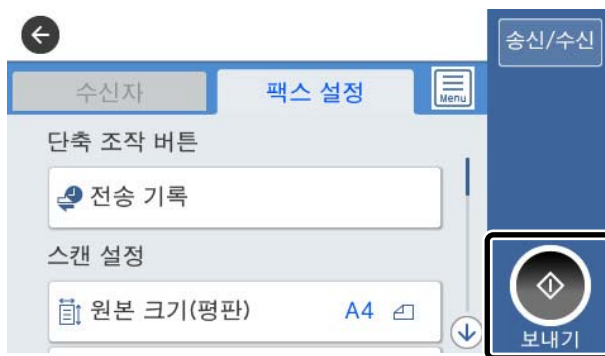 송신/수신
수신자
팩스 설정
Menu
단축 조작 버튼
전송 기록
스캔 설정
원본 크기(평판)
A4
보내기